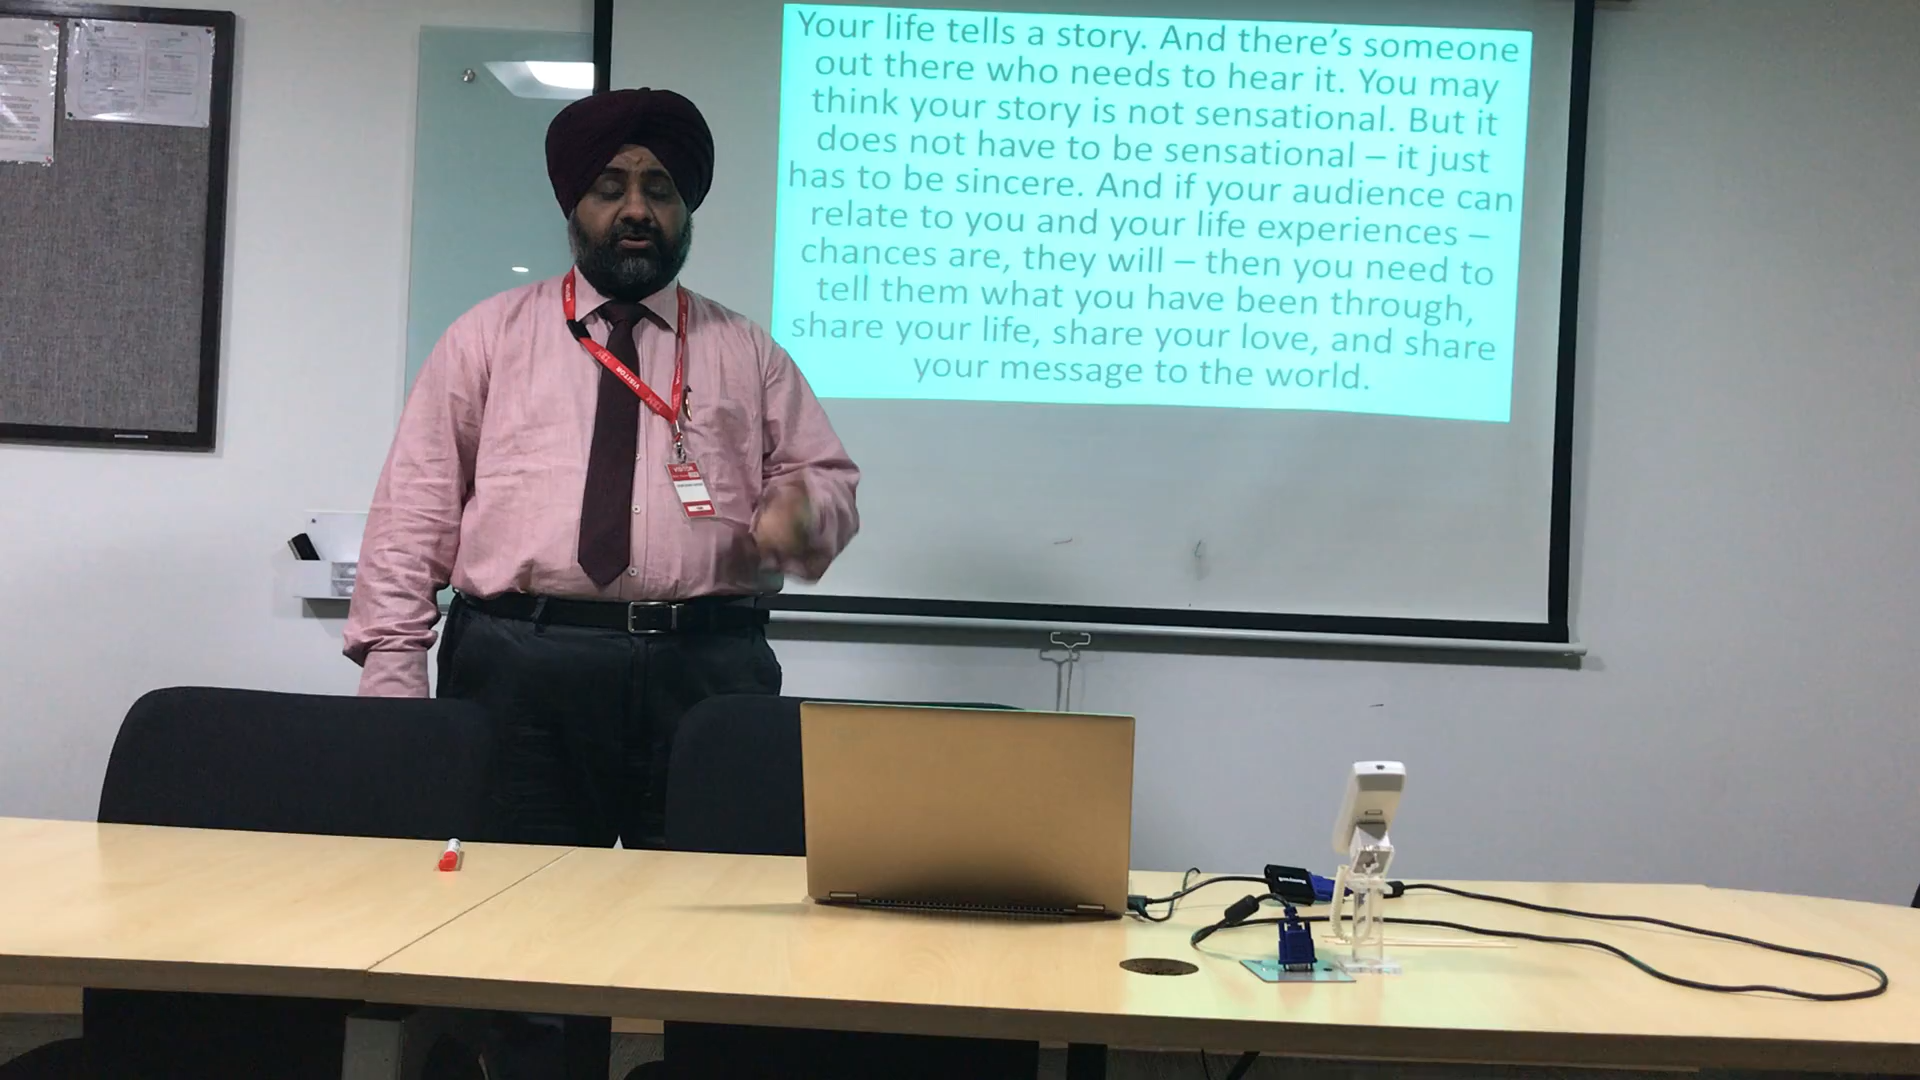 Your life tells a story. And there's someone
out there who needs to hear it. You may
think your story is not sensational. But it
does not have to be sensational – it just
has to be sincere. And if your audience can
relate to you and your life experiences –
chances are, they will – then you need to
tell them what you have been through,
share your life, share your love, and share
your message to the world.
VISITOR
IBM
VISITOR